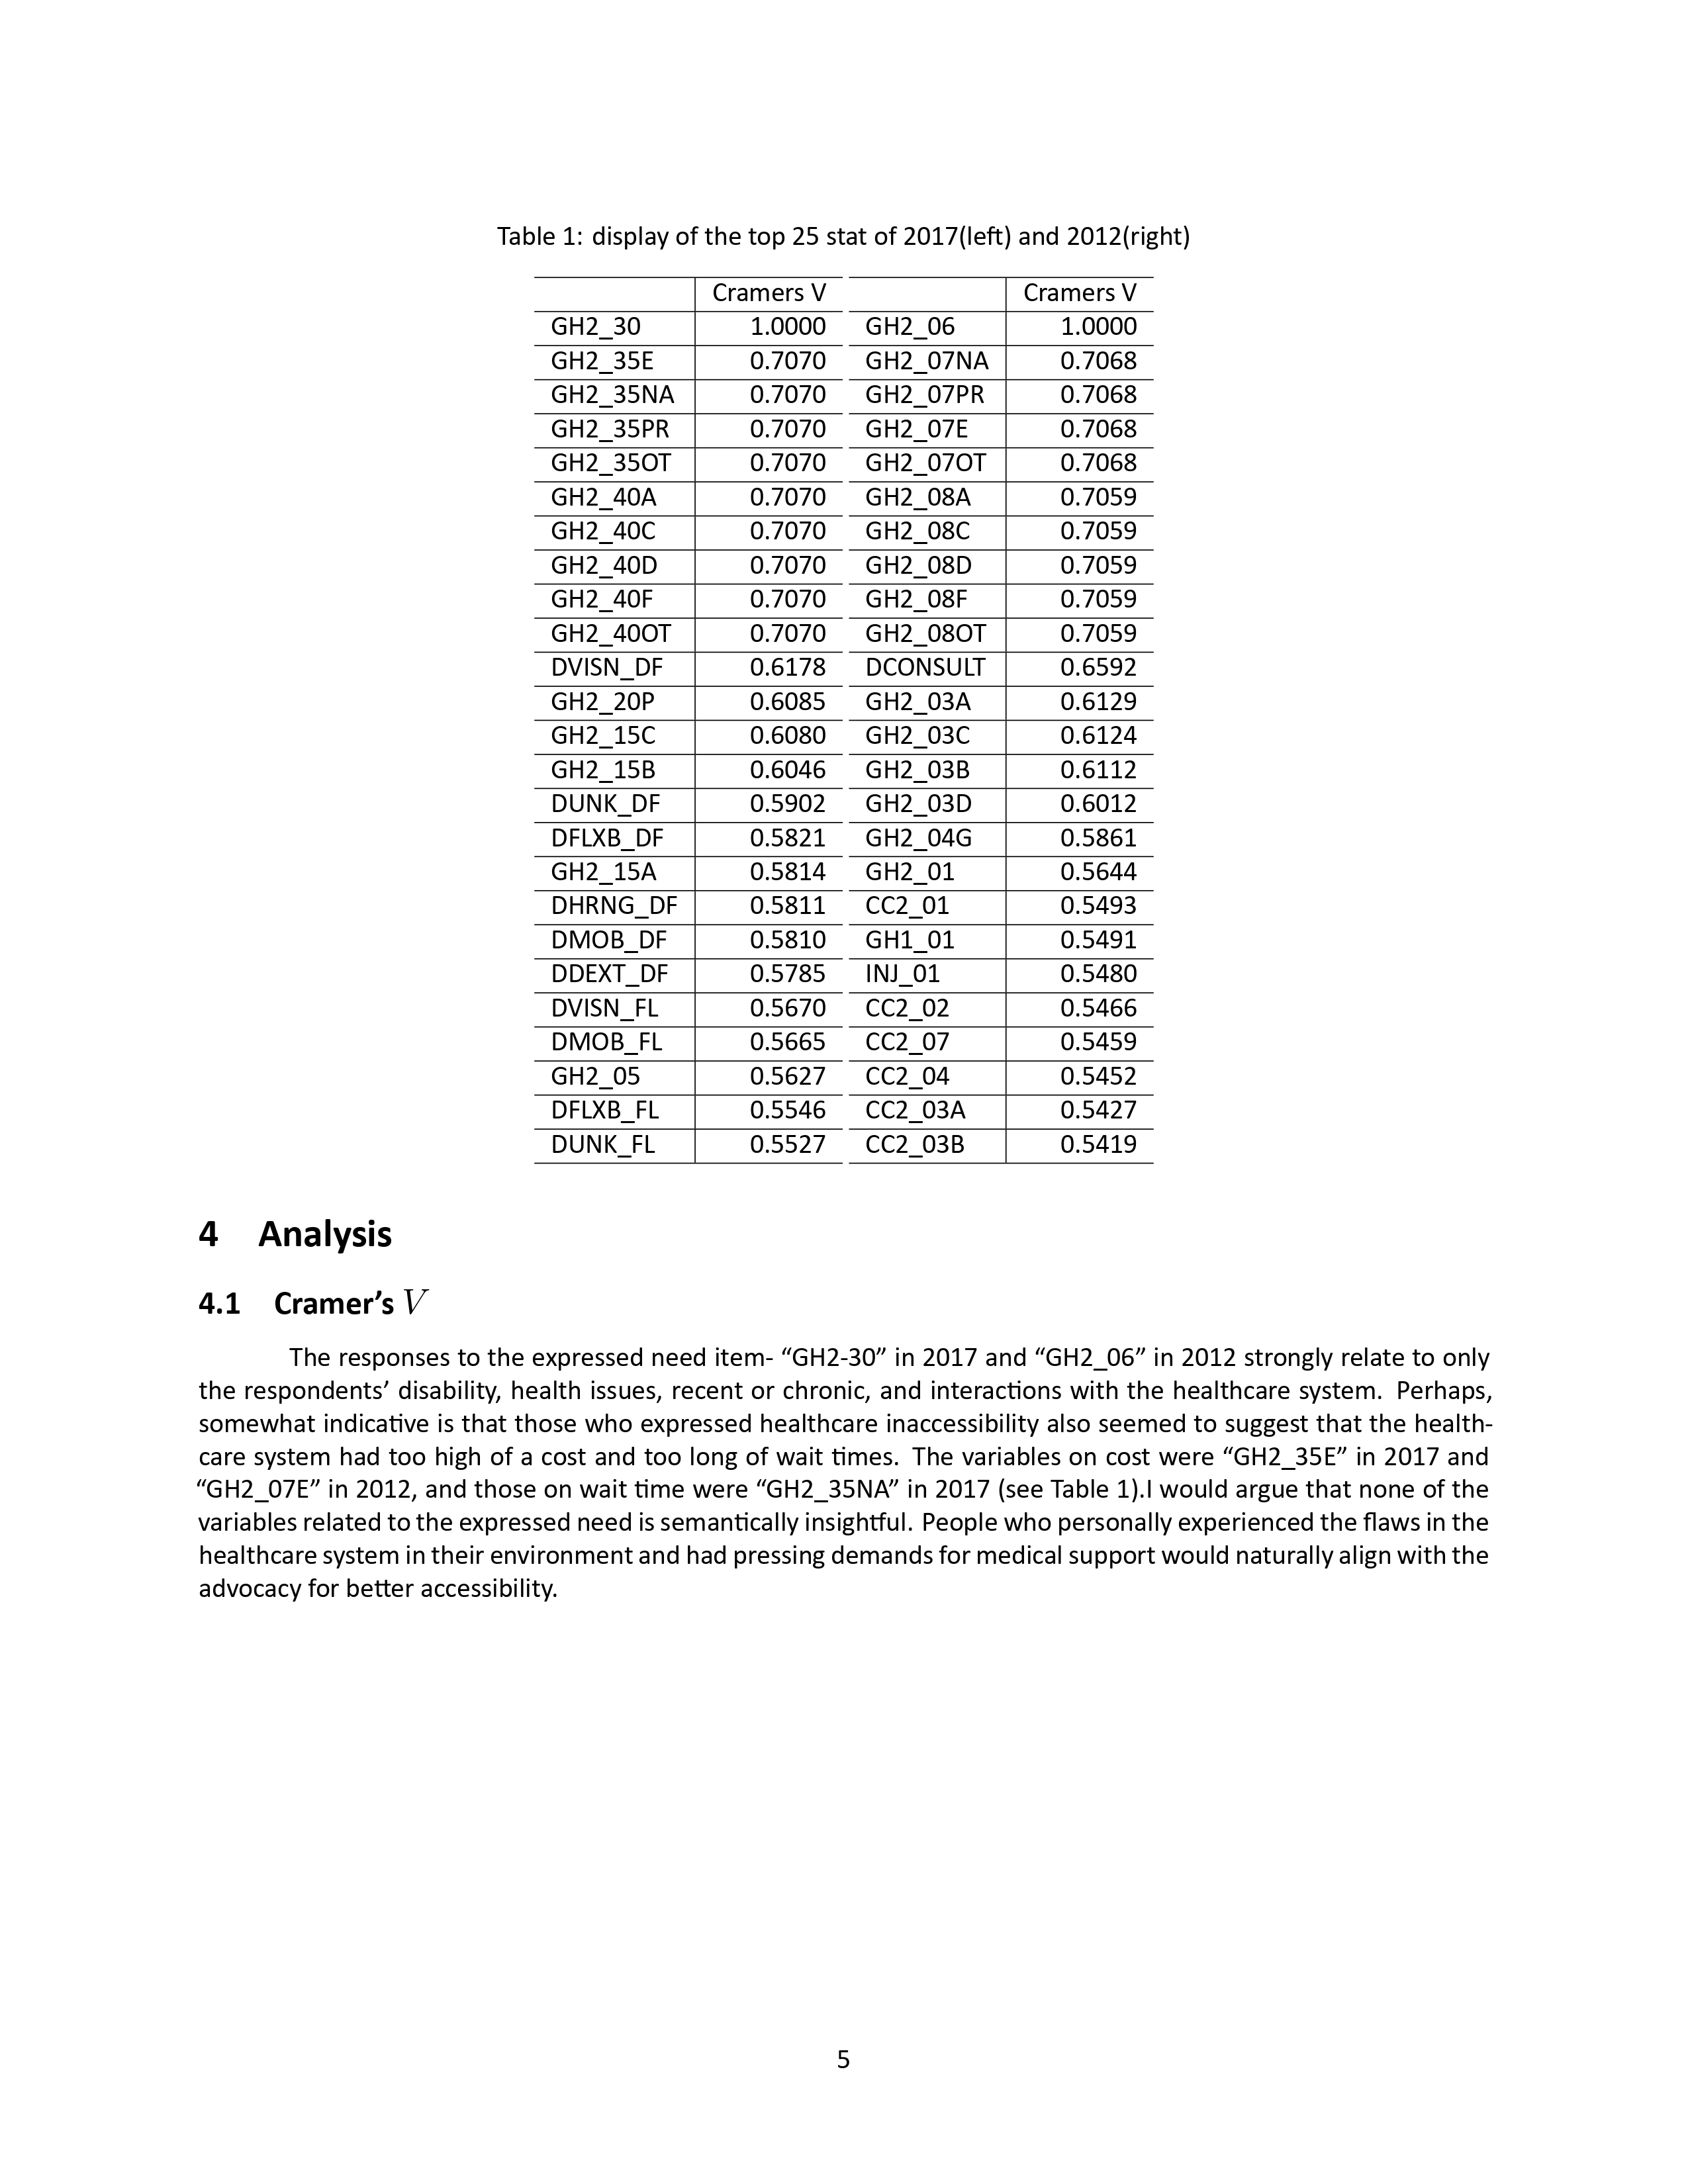 Table 1: display of the top 25 stat of 2017(left) and 2012(right)
Cramers V Cramers V
GH2_30 1.0000 GH2_06 1.0000
GH2_35E 0.7070 GH2_07NA 0.7068
GH2_35NA 0.7070 GH2_07PR 0.7068
GH2_35PR 0.7070 GH2_07E 0.7068
GH2_35OT 0.7070 GH2_07OT 0.7068
GH2_40A 0.7070 GH2_08A 0.7059
GH2_40C 0.7070 GH2_08C 0.7059
GH2_40D 0.7070 GH2_08D 0.7059
GH2_40F 0.7070 GH2_08F 0.7059
GH2_40OT 0.7070 GH2_08OT 0.7059
DVISN_DF 0.6178 DCONSULT 0.6592
GH2_20P 0.6085 GH2_03A 0.6129
GH2_15C 0.6080 GH2_03C 0.6124
GH2_15B 0.6046 GH2_03B 0.6112
DUNK_DF 0.5902 GH2_03D 0.6012
DFLXB_DF 0.5821 GH2_04G 0.5861
GH2_15A 0.5814 GH2_01 0.5644
DHRNG_DF 0.5811 CC2_01 0.5493
DMOB_DF 0.5810 GH1_01 0.5491
DDEXT_DF 0.5785 INJ_01 0.5480
DVISN_FL 0.5670 CC2_02 0.5466
DMOB_FL 0.5665 CC2_07 0.5459
GH2_05 0.5627 CC2_04 0.5452
DFLXB_FL 0.5546 CC2_03A 0.5427
DUNK_FL 0.5527 CC2_03B 0.5419
4 Analysis
4.1 Cramer’s V
The responses to the expressed need item- “GH2-30” in 2017 and “GH2_06” in 2012 strongly relate to only
the respondents’ disability, health issues, recent or chronic, and interactions with the healthcare system. Perhaps,
somewhat indicative is that those who expressed healthcare inaccessibility also seemed to suggest that the health-
care system had too high of a cost and too long of wait times. The variables on cost were “GH2_35E” in 2017 and
“GH2_07E” in 2012, and those on wait time were “GH2_35NA” in 2017 (see Table 1).I would argue that none of the
variables related to the expressed need is semantically insightful. People who personally experienced the flaws in the
healthcare system in their environment and had pressing demands for medical support would naturally align with the
advocacy for better accessibility.
5